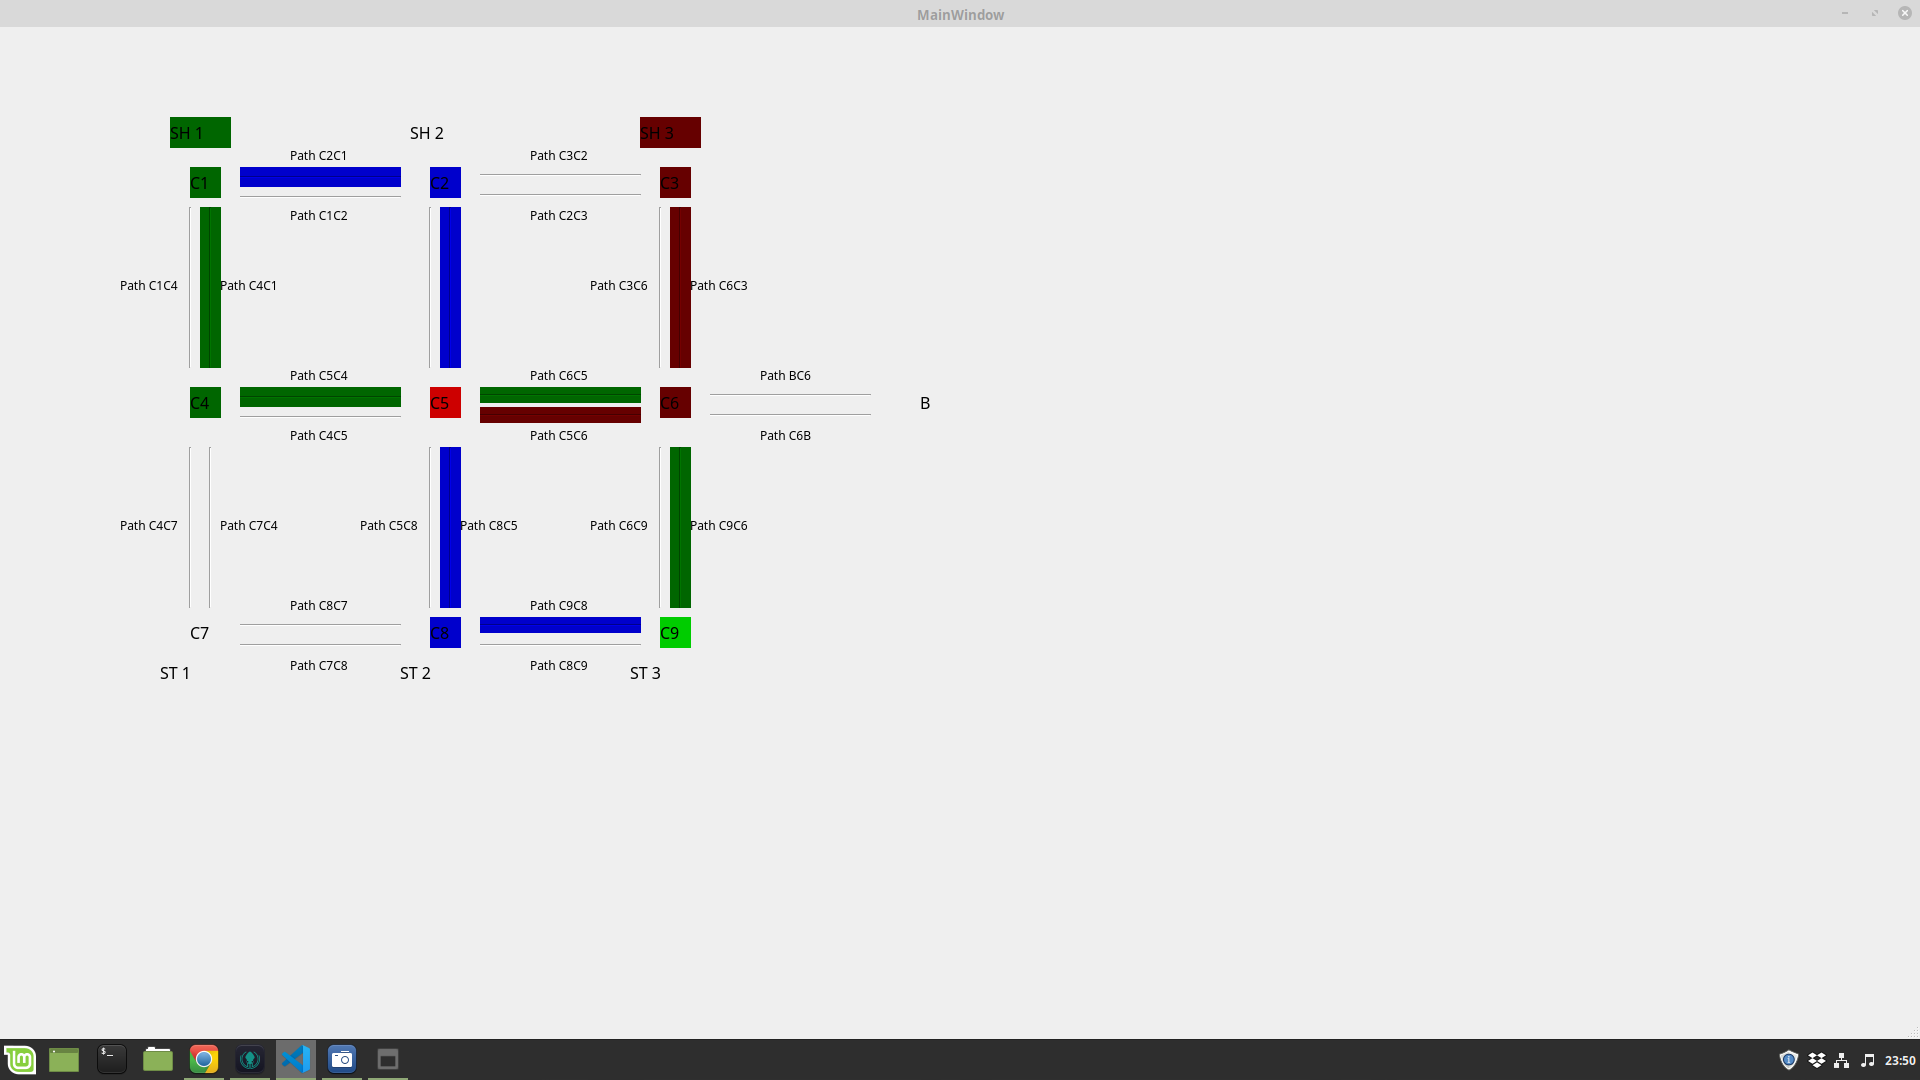 MainWindow
SH 1
SH 2
SH 3
Path C2C1
Path C3C2
C1
C2
C3
Path C1C2
Path C2C3
Path C1C4
Path C4C1
Path C3C6
Path C6C3
Path C5C4
Path C6C5
Path BC6
C4
C5
C6
B
Path C4C5
Path C5C6
Path C6B
Path C4C7
Path C7C4
Path C5C8
Path C8C5
Path C6C9
Path C9C6
Path C8C7
Path C9C8
C7
C8
C9
Path C7C8
Path C8C9
ST 1
ST 2
ST 3
23:50